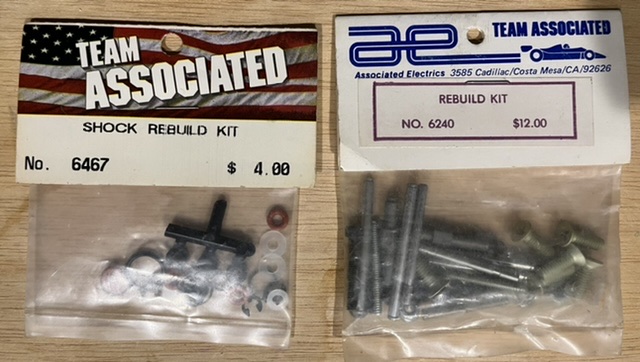 TEAM
ASSOCIATED
SHOCK REBUILD KIT
No. 6467 $ 4.00
ae TEAM ASSOCIATED
Associated Electrics 3585 Cadillac/Costa Mesa/CA/92626
REBUILD KIT
NO. 6240 $12.00